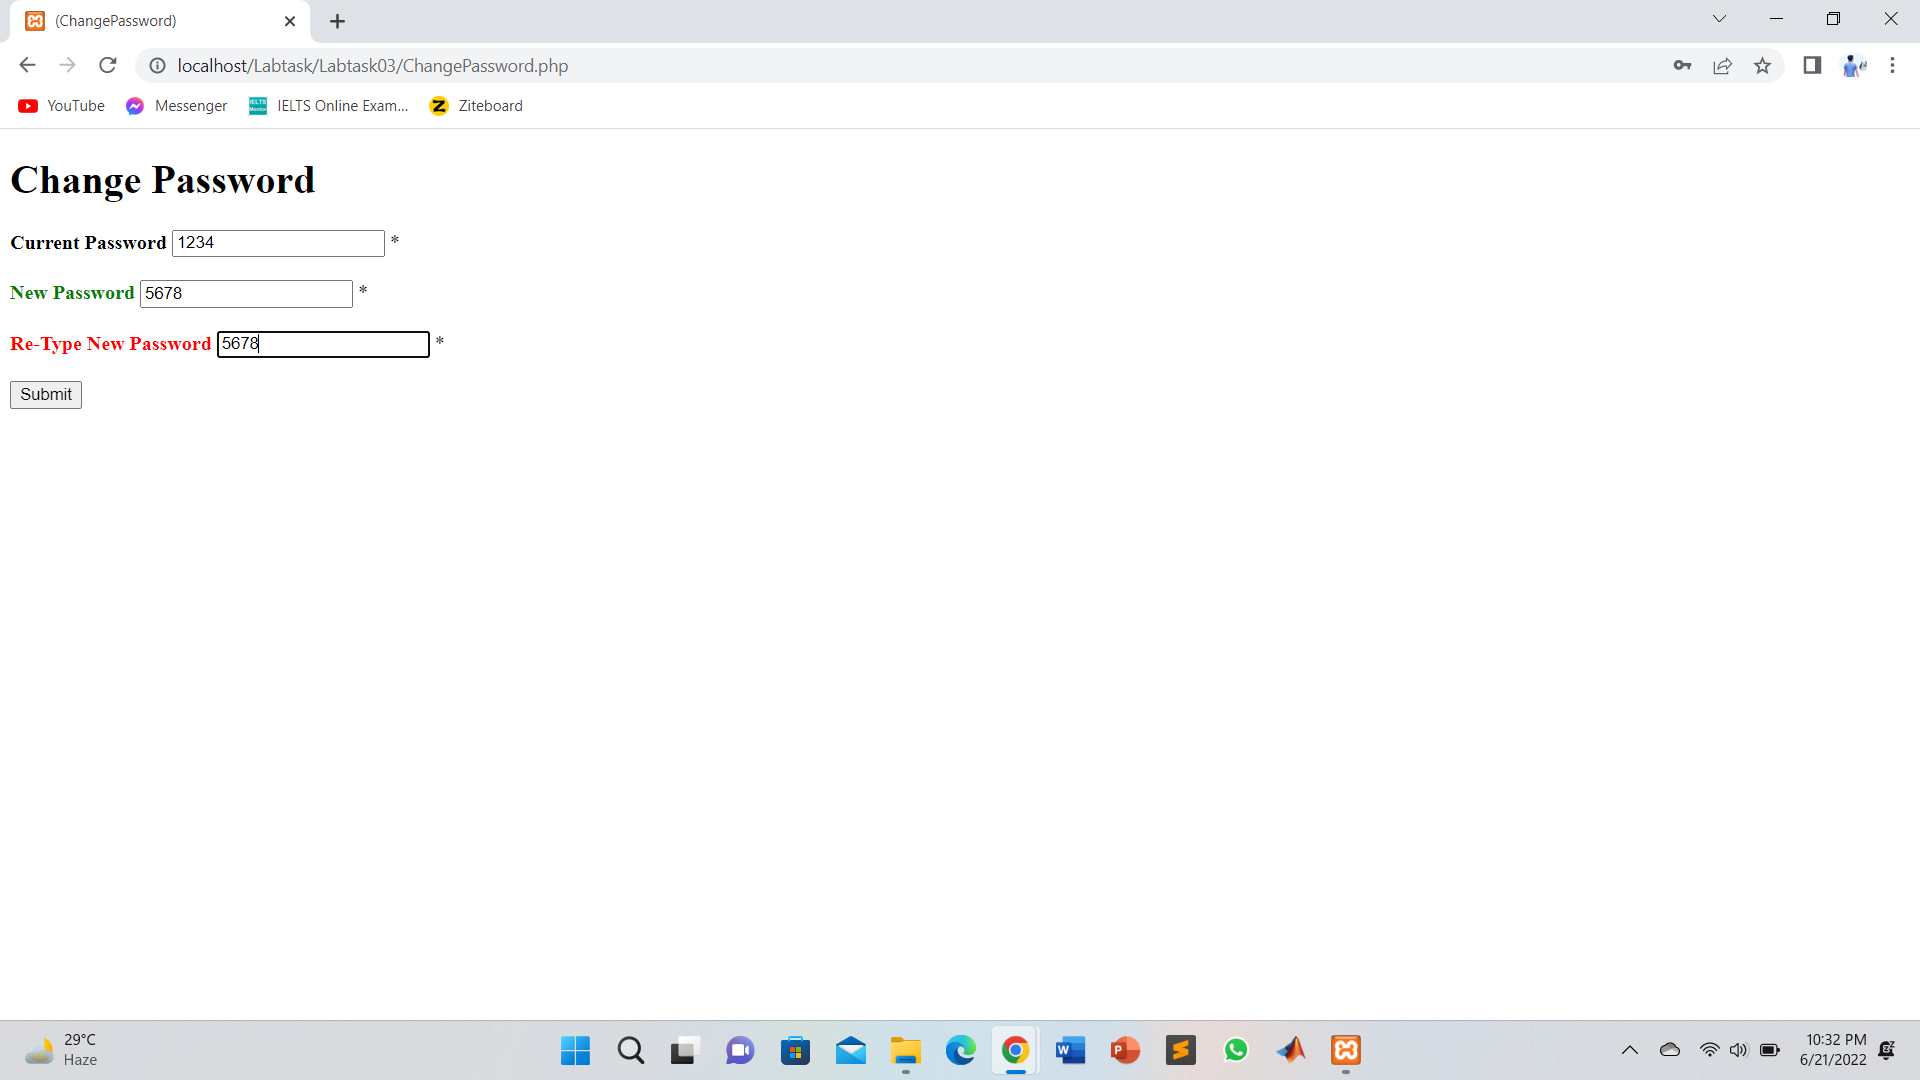 (ChangePassword)
localhost/Labtask/Labtask03/ChangePassword.php
YouTube
Messenger
IELTS Online Exam...
Ziteboard
Change Password
Current Password 1234 *
New Password 5678 *
Re-Type New Password 5678 *
Submit
29°C
Haze
10:32 PM
6/21/2022